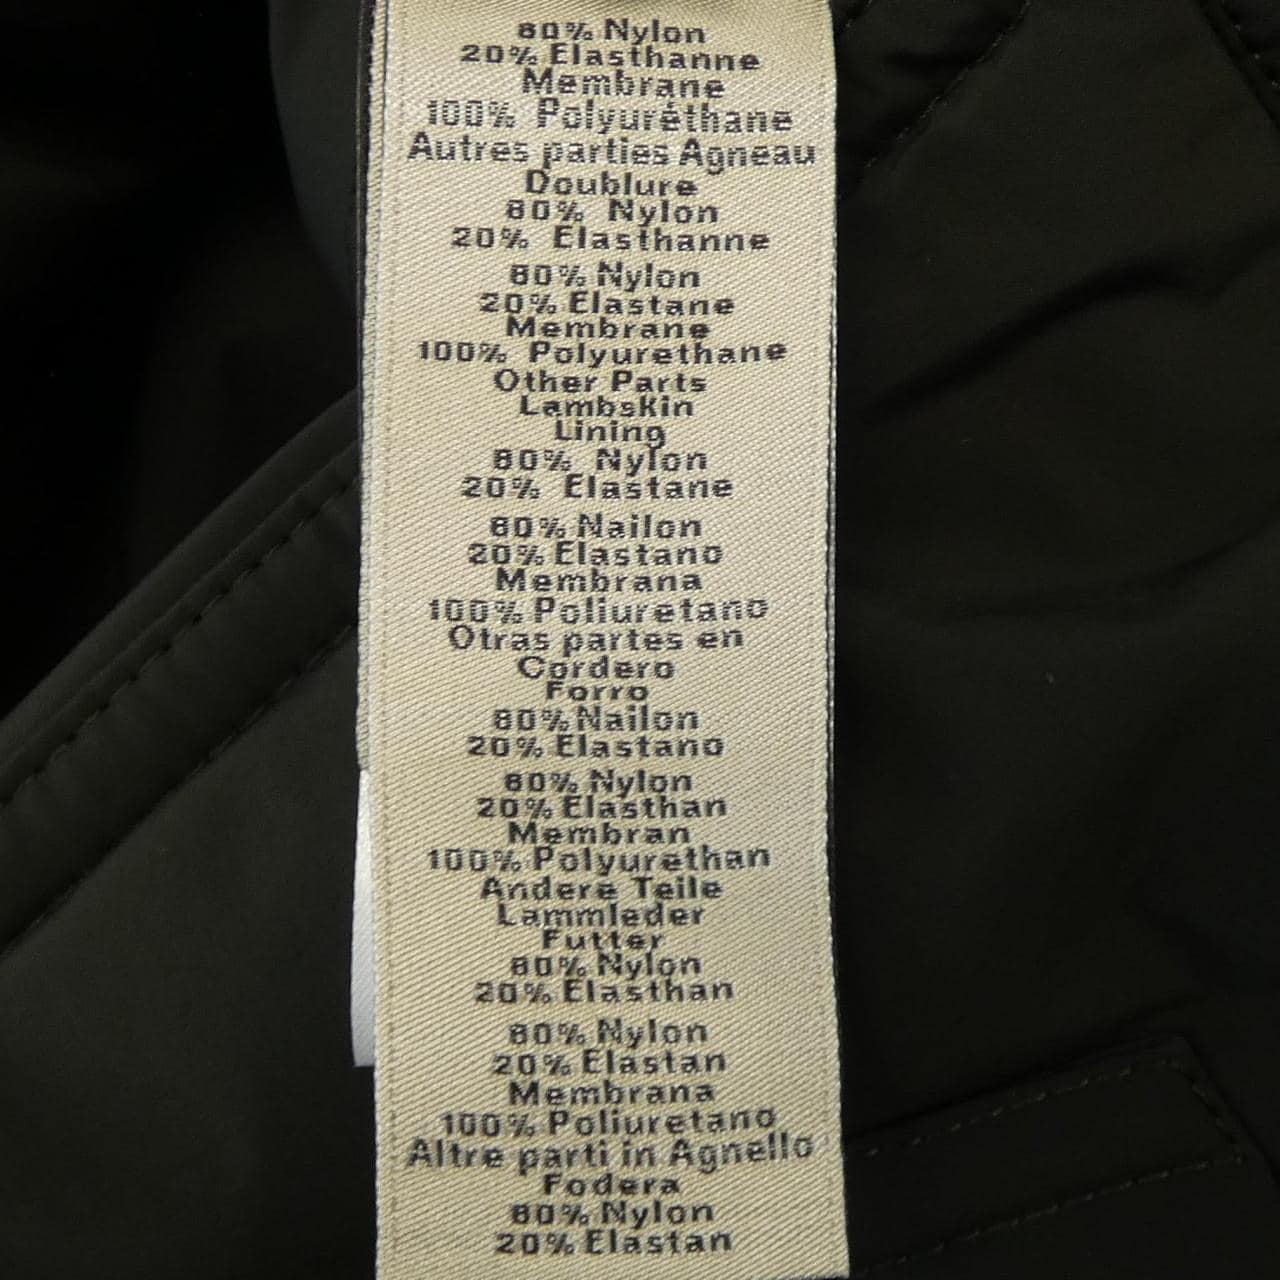 80% Nylon
20% Elasthanne
Membrane
100% Polyuréthane
Autres parties Agneau
Doublure
80% Nylon
20% Elasthanne
80% Nylon
20% Elastane
Membrane
100% Polyurethane
Other Parts
Lambskin
Lining
80% Nylon
20% Elastane
80% Nailon
20% Elastano
Membrana
100% Poliuretano
Otras partes en
Cordero
Forro
80% Nailon
20% Elastano
80% Nylon
20% Elasthan
Membran
100% Polyurethan
Andere Teile
Lammleder
Futter
80% Nylon
20% Elasthan
80% Nylon
20% Elastan
Membrana
100% Poliuretano
Altre parti in Agnello
Fodera
80% Nylon
20% Elastan